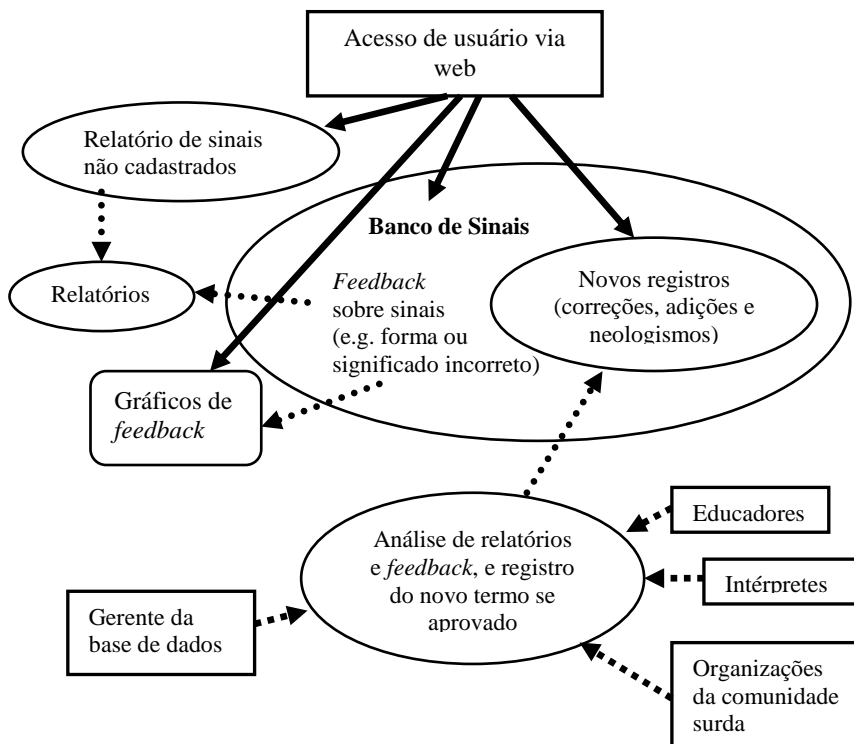 Acesso de usuário via
web
Relatório de sinais
não cadastrados
Banco de Sinais
Relatórios
Feedback
sobre sinais
(e.g. forma ou
significado incorreto)
Novos registros
(correções, adições e
neologismos)
Gráficos de
feedback
Análise de relatórios
e feedback, e registro
do novo termo se
aprovado
Educadores
Intérpretes
Gerente da
base de dados
Organizações
da comunidade
surda